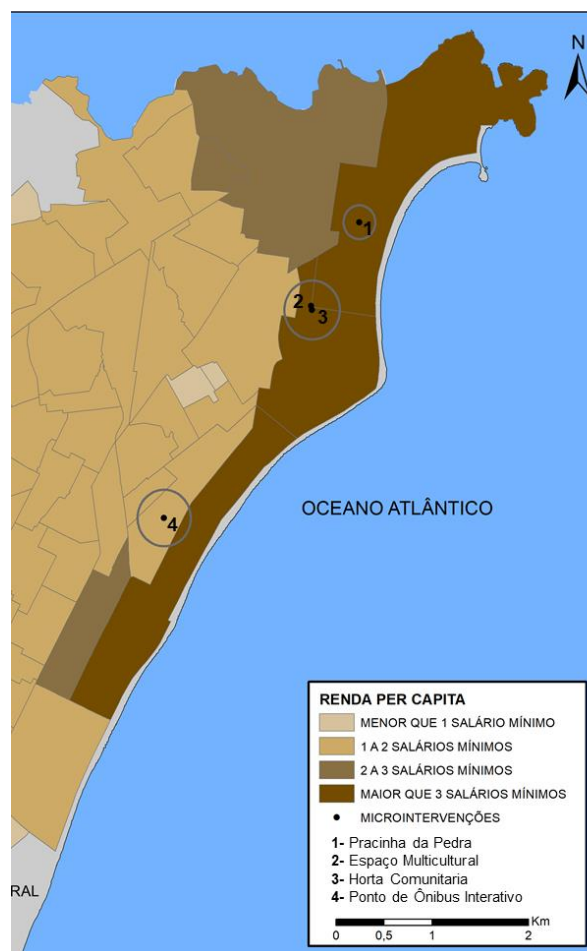 N
1
2
3
OCEANO ATLÂNTICO
4
RENDA PER CAPITA
MENOR QUE 1 SALÁRIO MÍNIMO
1 A 2 SALÁRIOS MÍNIMOS
2 A 3 SALÁRIOS MÍNIMOS
MAIOR QUE 3 SALÁRIOS MÍNIMOS
MICROINTERVENÇÕES
1- Pracinha da Pedra
2- Espaço Multicultural
3- Horta Comunitaria
4- Ponto de Ônibus Interativo
RAL
Km
0 0,5 1 2